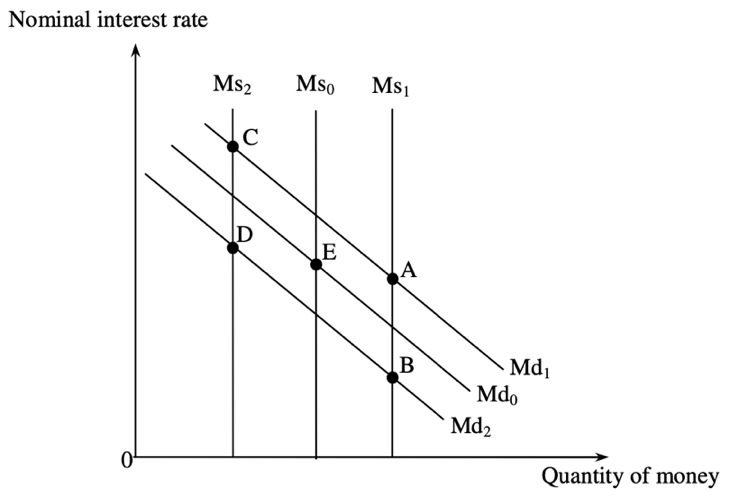 Nominal interest rate
Ms₂ Ms₀ Ms₁
C
D
E
A
B
Md₁
Md₀
Md₂
0
Quantity of money